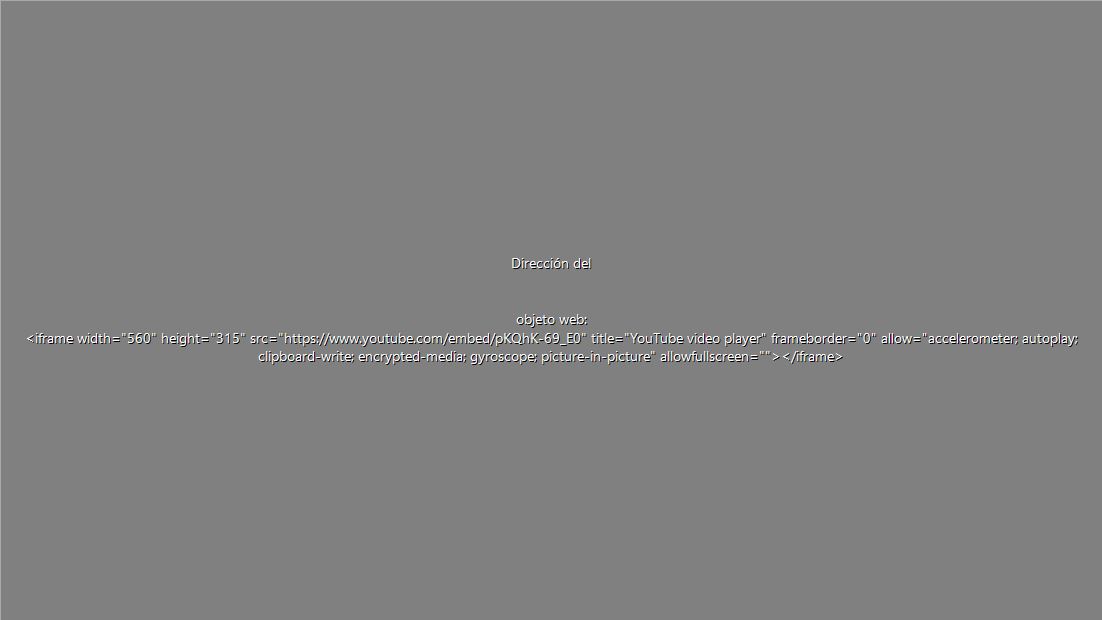 Dirección del
objeto web:
<iframe width="560" height="315" src="https://www.youtube.com/embed/pKQhK-69_E0" title="YouTube video player" frameborder="0" allow="accelerometer; autoplay;
clipboard-write; encrypted-media; gyroscope; picture-in-picture" allowfullscreen=""></iframe>